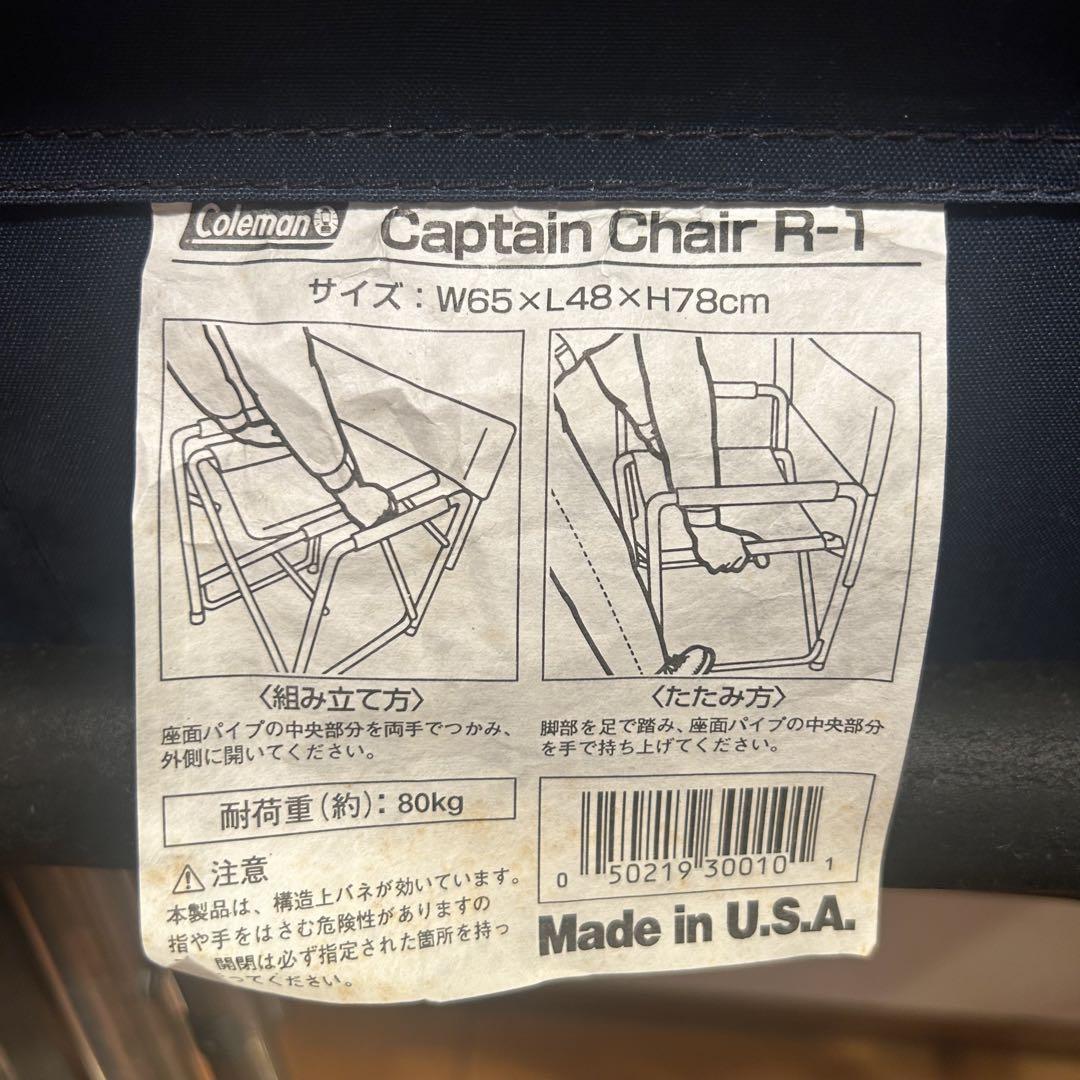 Coleman Captain Chair R-1
サイズ：W65×L48×H78cm
〈組み立て方〉
座面パイプの中央部分を両手でつかみ、
外側に開いてください。
〈たたみ方〉
脚部を足で踏み、座面パイプの中央部分
を手で持ち上げてください。
耐荷重(約)：80kg
⚠注意
本製品は、構造上バネが効いています。
指や手をはさむ危険性がありますの
開閉は必ず指定された箇所を持っ
ってください。
0 50219 30010 1
Made in U.S.A.